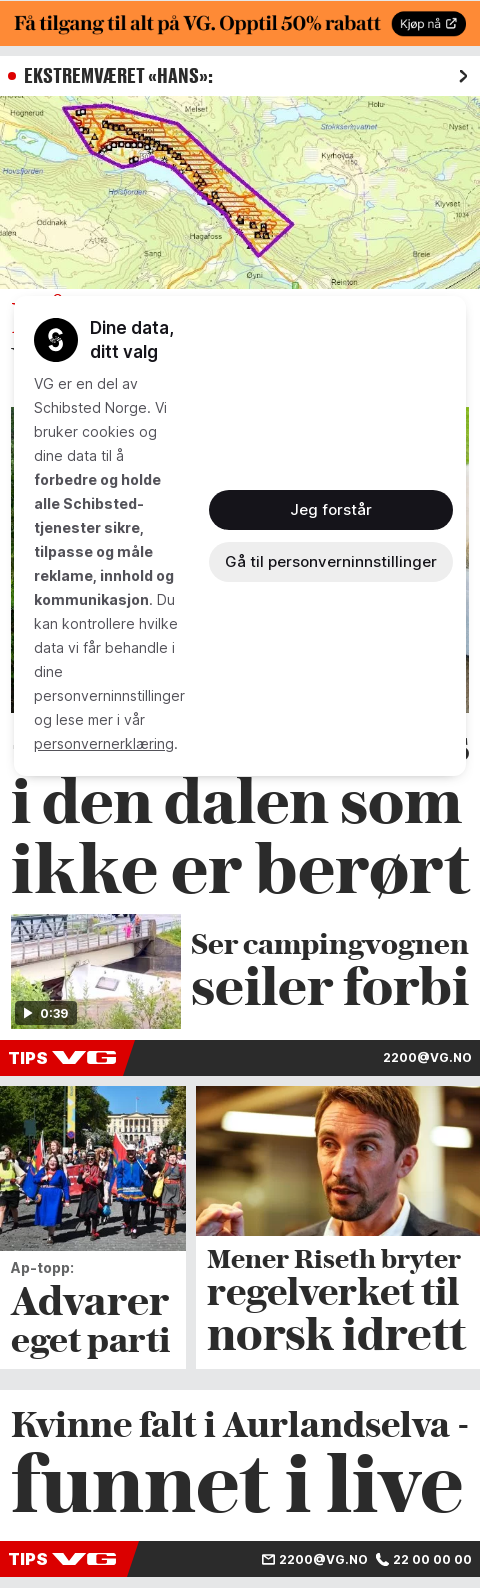 Få tilgang til alt på VG. Opptil 50% rabatt
Kjøp nå
EKSTREMVÆRET «HANS»:
Hognerud
Melset
Holu
Stokksensvatnet
Nyset
Kyrhovda
Hovsfjorden
Holsfjorden
Klyvset
Oddnakk
1034
Hagafoss
Sand
Breie
Øyni
Reinton
Dine data,
ditt valg
VG er en del av
Schibsted Norge. Vi
bruker cookies og
dine data til å
forbedre og holde
alle Schibsted-
tjenester sikre,
tilpasse og måle
reklame, innhold og
kommunikasjon. Du
kan kontrollere hvilke
data vi får behandle i
dine
personverninnstillinger
og lese mer i vår
personvernerklæring.
Jeg forstår
Gå til personverninnstillinger
i den dalen som
ikke er berørt
0:39
Ser campingvognen
seiler forbi
TIPS VG
2200@VG.NO
Ap-topp:
Advarer
eget parti
Mener Riseth bryter
regelverket til
norsk idrett
Kvinne falt i Aurlandselva -
funnet i live
TIPS VG
2200@VG.NO
22 00 00 00